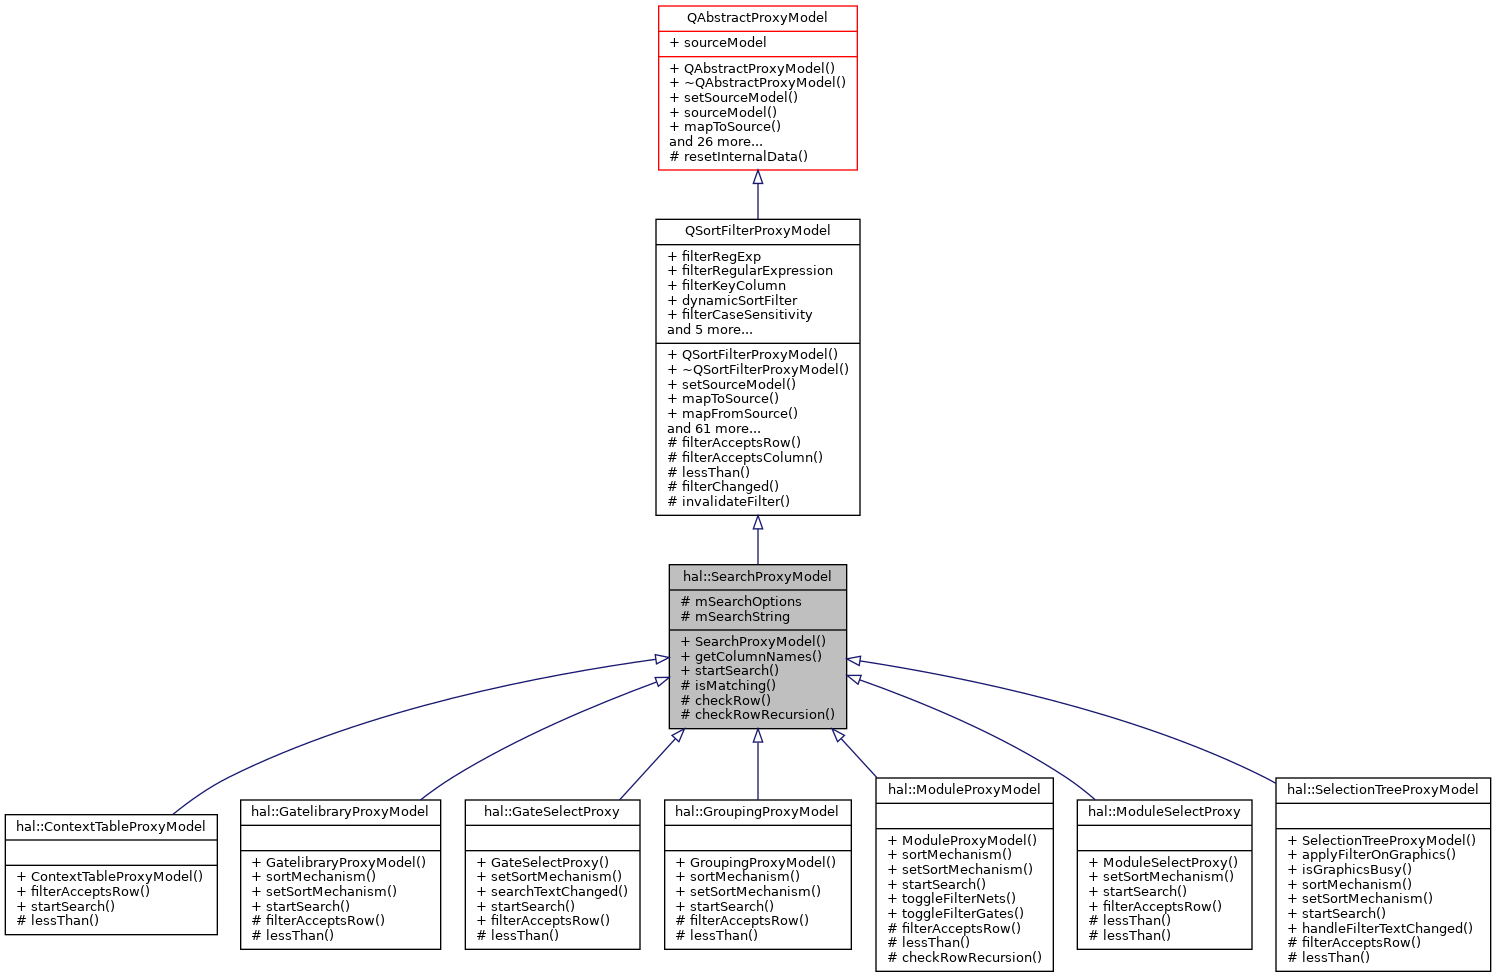 QAbstractProxyModel
+ sourceModel
+ QAbstractProxyModel()
+ ~QAbstractProxyModel()
+ setSourceModel()
+ sourceModel()
+ mapToSource()
and 26 more...
# resetInternalData()
QSortFilterProxyModel
+ filterRegExp
+ filterRegularExpression
+ filterKeyColumn
+ dynamicSortFilter
+ filterCaseSensitivity
and 5 more...
+ QSortFilterProxyModel()
+ ~QSortFilterProxyModel()
+ setSourceModel()
+ mapToSource()
+ mapFromSource()
and 61 more...
# filterAcceptsRow()
# filterAcceptsColumn()
# lessThan()
# filterChanged()
# invalidateFilter()
hal::SearchProxyModel
# mSearchOptions
# mSearchString
+ SearchProxyModel()
+ getColumnNames()
+ startSearch()
# isMatching()
# checkRow()
# checkRowRecursion()
hal::ContextTableProxyModel
+ ContextTableProxyModel()
+ filterAcceptsRow()
+ startSearch()
# lessThan()
hal::GatelibraryProxyModel
+ GatelibraryProxyModel()
+ sortMechanism()
+ setSortMechanism()
+ startSearch()
# filterAcceptsRow()
# lessThan()
hal::GateSelectProxy
+ GateSelectProxy()
+ setSortMechanism()
+ searchTextChanged()
+ startSearch()
+ filterAcceptsRow()
# lessThan()
hal::GroupingProxyModel
+ GroupingProxyModel()
+ sortMechanism()
+ setSortMechanism()
+ startSearch()
# filterAcceptsRow()
# lessThan()
hal::ModuleProxyModel
+ ModuleProxyModel()
+ sortMechanism()
+ setSortMechanism()
+ startSearch()
+ toggleFilterNets()
+ toggleFilterGates()
# filterAcceptsRow()
# lessThan()
# checkRowRecursion()
hal::ModuleSelectProxy
+ ModuleSelectProxy()
+ setSortMechanism()
+ startSearch()
+ filterAcceptsRow()
# lessThan()
# lessThan()
hal::SelectionTreeProxyModel
+ SelectionTreeProxyModel()
+ applyFilterOnGraphics()
+ isGraphicsBusy()
+ sortMechanism()
+ setSortMechanism()
+ startSearch()
+ handleFilterTextChanged()
# filterAcceptsRow()
# lessThan()